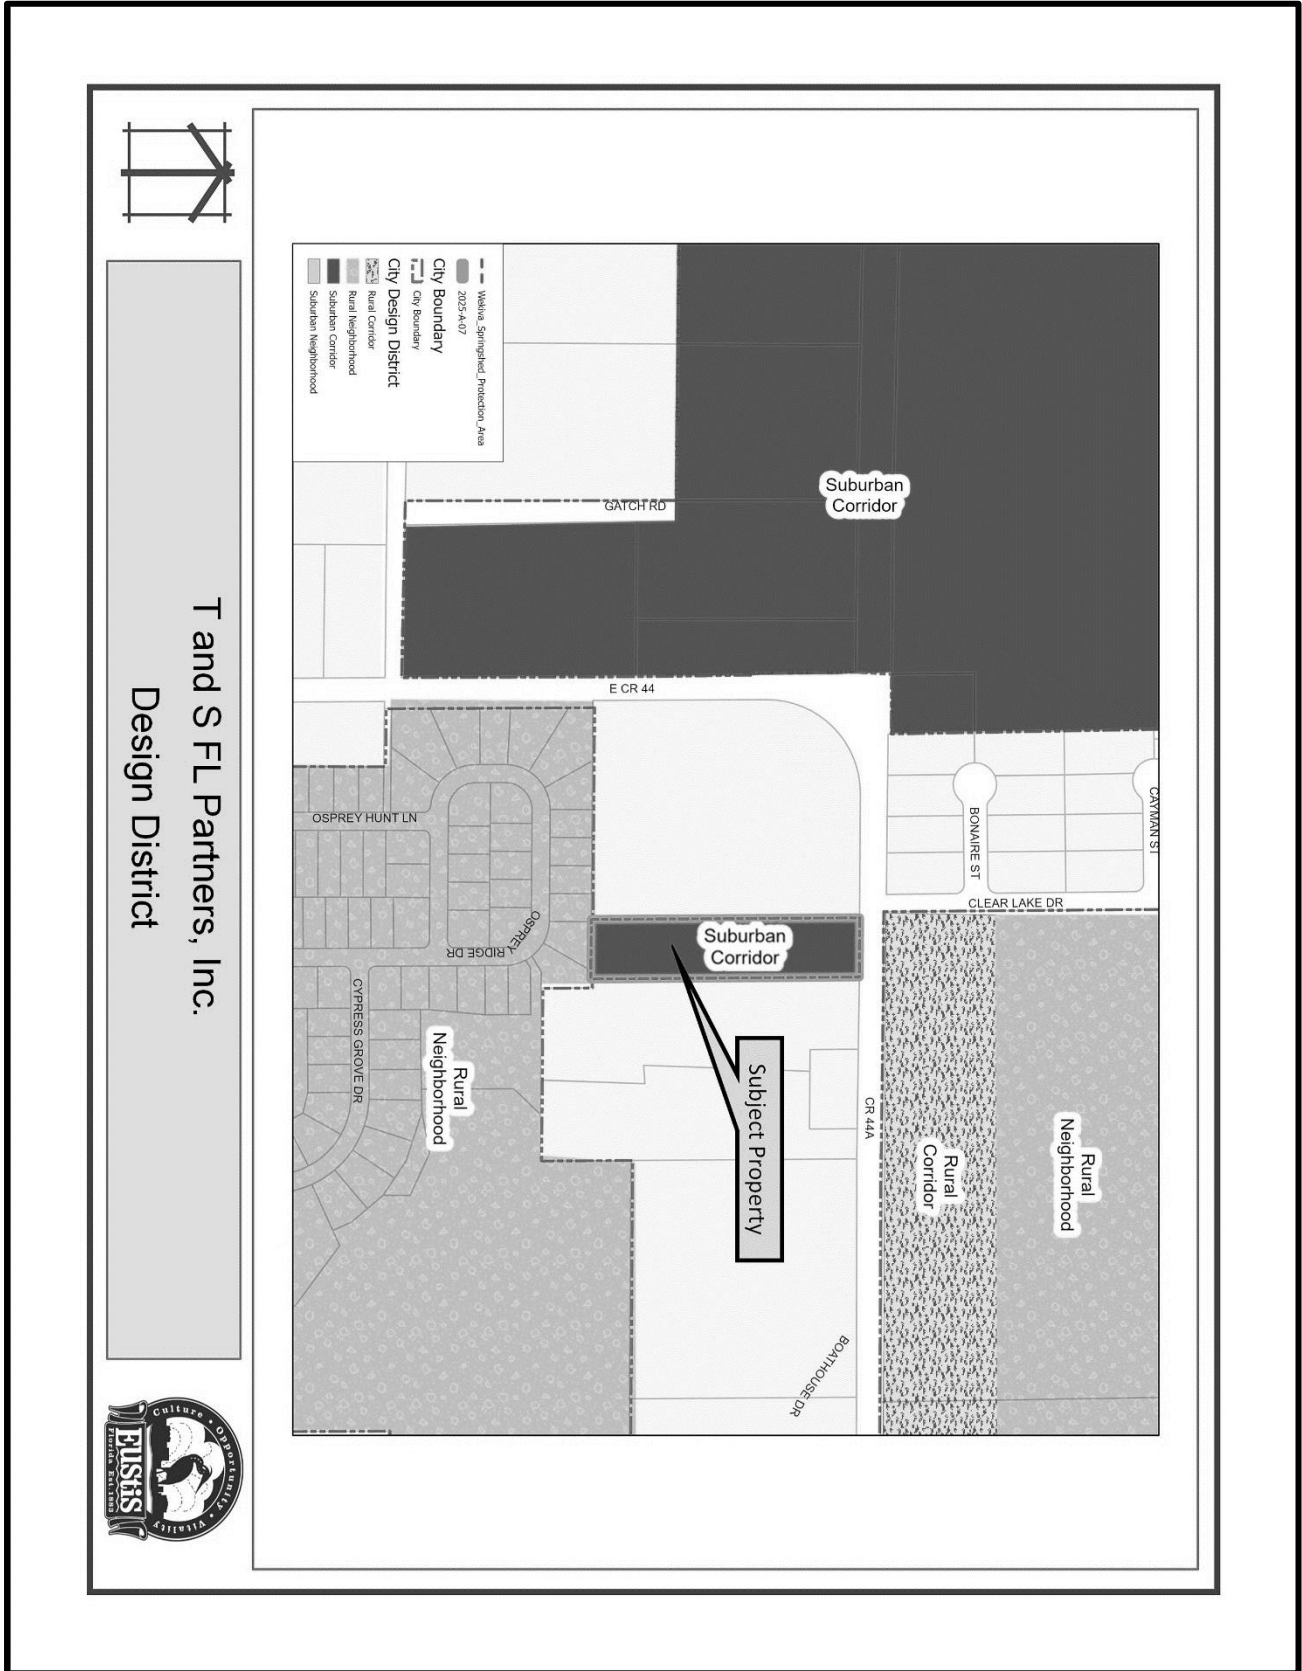 Suburban
Corridor
GATCH RD
E CR 44
CAYMAN ST
BONAIRE ST
CLEAR LAKE DR
OSPREY HUNT LN
OSPREY RIDGE DR
CYPRESS GROVE DR
Suburban
Corridor
Subject Property
Rural
Neighborhood
CR 44A
Rural
Corridor
Rural
Neighborhood
BOATHOUSE DR
Wekiva_Springshed_Protection_Area
2025-A-07
City Boundary
City Boundary
City Design District
Rural Corridor
Rural Neighborhood
Suburban Corridor
Suburban Neighborhood
T and S FL Partners, Inc.
Design District
Culture • Opportunity • Vitality
EUSTIS
Florida Est. 1883